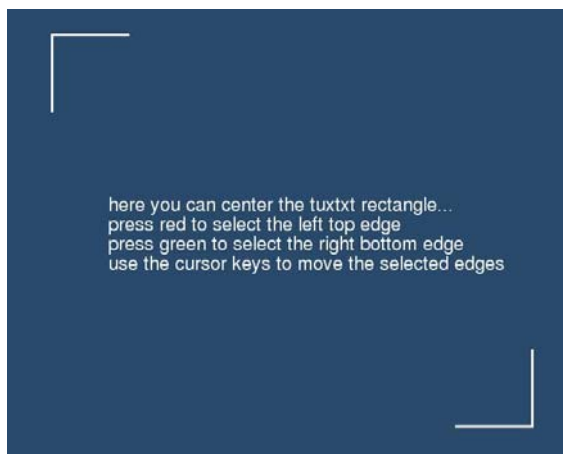 here you can center the tuxtxt rectangle...
press red to select the left top edge
press green to select the right bottom edge
use the cursor keys to move the selected edges